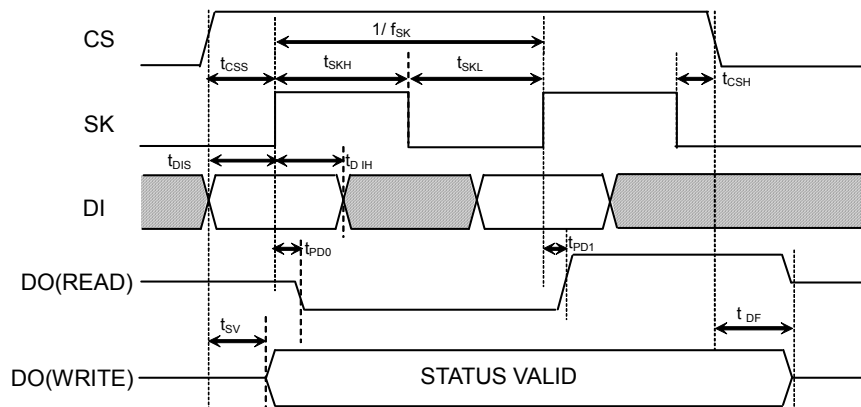 CS
1/ fSK
tCSS
tSKH
tSKL
tCSH
SK
tDIS
tD IH
DI
tPD0
tPD1
DO(READ)
tSV
t DF
DO(WRITE)
STATUS VALID